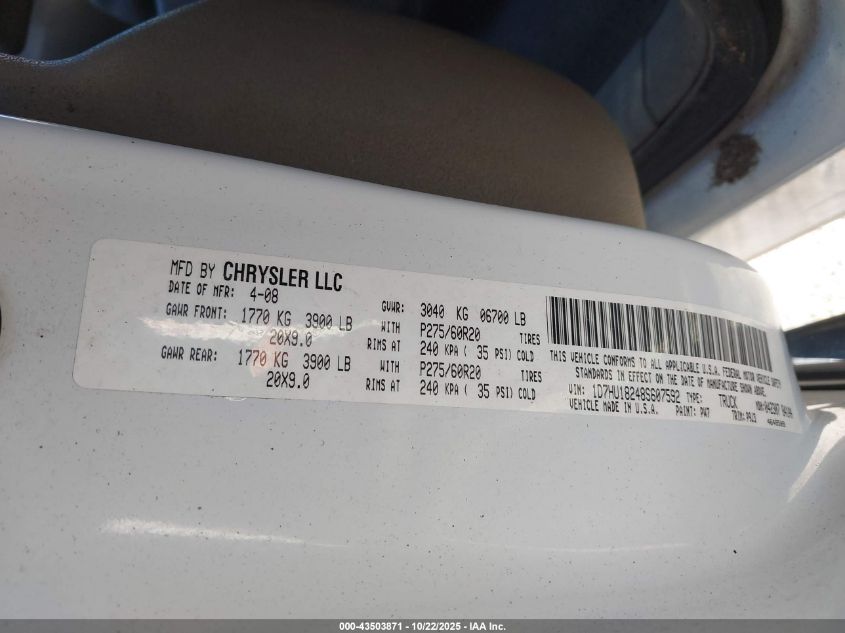 MFD BY CHRYSLER LLC
DATE OF MFR: 4-08 GVWR: 3040 KG 06700 LB
GAWR FRONT: 1770 KG 3900 LB WITH P275/60R20 TIRES
20X9.0 RIMS AT 240 KPA ( 35 PSI) COLD
GAWR REAR: 1770 KG 3900 LB WITH P275/60R20 TIRES
20X9.0 RIMS AT 240 KPA ( 35 PSI) COLD
THIS VEHICLE CONFORMS TO ALL APPLICABLE U.S.A. FEDERAL MOTOR VEHICLE SAFETY
STANDARDS IN EFFECT ON THE DATE OF MANUFACTURE SHOWN ABOVE.
VIN: 1D7HU18248S607592 TYPE: TRUCK
VEHICLE MADE IN U.S.A. PAINT: PW7 TRIM:
000-43503871 - 10/22/2025 - IAA Inc.